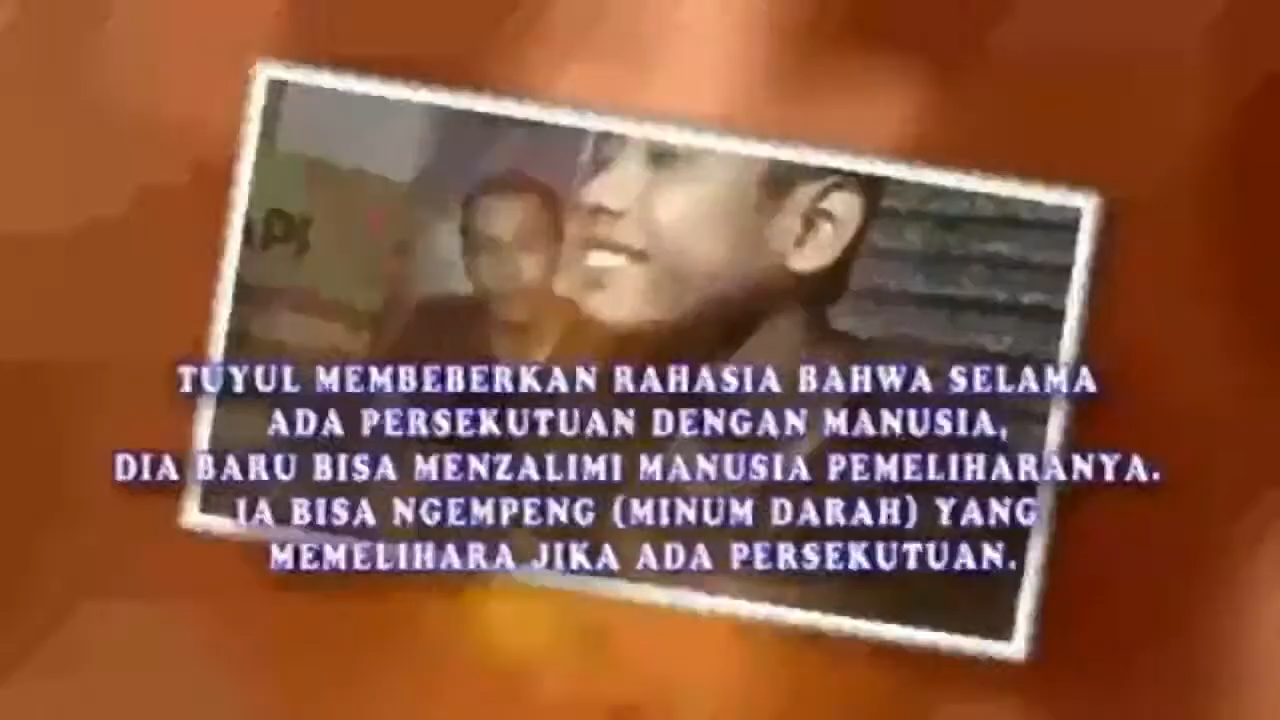 TUYUL MEMBEBERKAN RAHASIA BAHWA SELAMA
ADA PERSEKUTUAN DENGAN MANUSIA,
DIA BARU BISA MENZALIMI MANUSIA PEMELIHARANYA.
IA BISA NGEMPENG (MINUM DARAH) YANG
MEMELIHARA JIKA ADA PERSEKUTUAN.